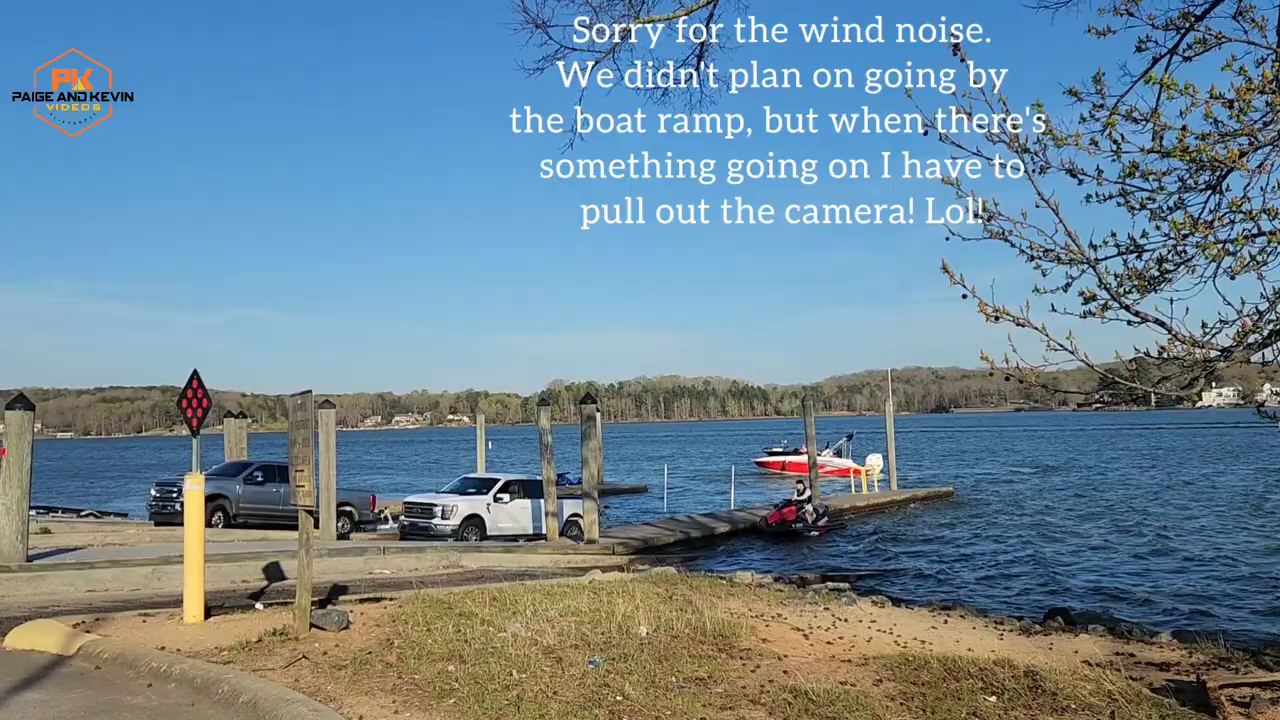 Sorry for the wind noise.
We didn't plan on going by
the boat ramp, but when there's
something going on I have to
pull out the camera! Lol!
PK
PAIGE AND KEVIN
VIDEOS